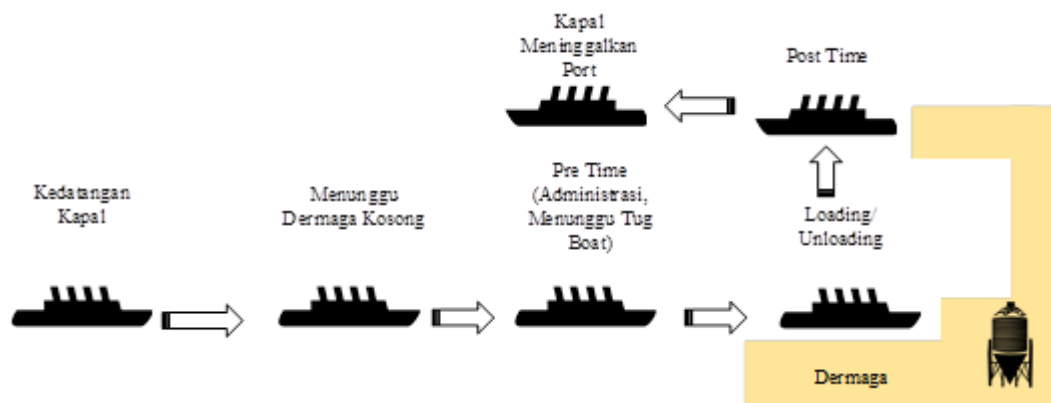 Kedatangan
Kapal
Menunggu
Dermaga Kosong
Pre Time
(Administrasi,
Menunggu Tug
Boat)
Loading/
Unloading
Post Time
Kapal
Meninggalkan
Port
Dermaga